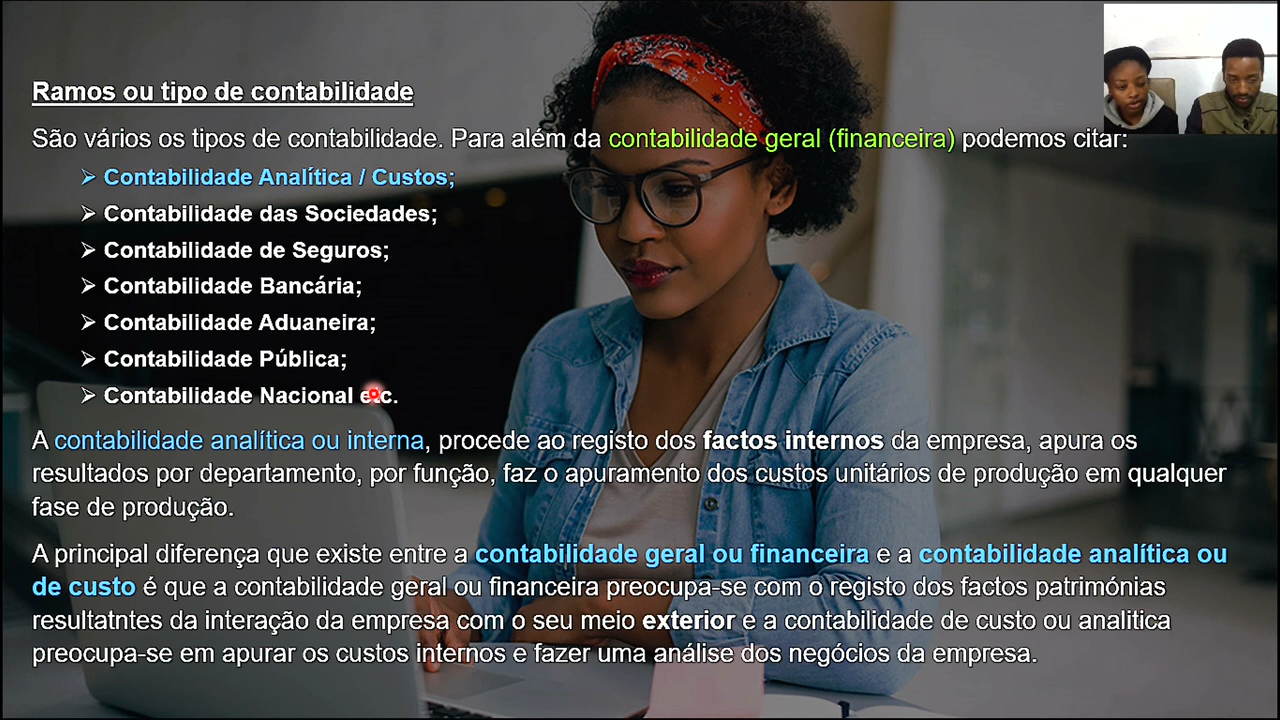 Ramos ou tipo de contabilidade
São vários os tipos de contabilidade. Para além da contabilidade geral (financeira) podemos citar:
➢ Contabilidade Analítica / Custos;
➢ Contabilidade das Sociedades;
➢ Contabilidade de Seguros;
➢ Contabilidade Bancária;
➢ Contabilidade Aduaneira;
➢ Contabilidade Pública;
➢ Contabilidade Nacional etc.
A contabilidade analítica ou interna, procede ao registo dos factos internos da empresa, apura os
resultados por departamento, por função, faz o apuramento dos custos unitários de produção em qualquer
fase de produção.
A principal diferença que existe entre a contabilidade geral ou financeira e a contabilidade analítica ou
de custo é que a contabilidade geral ou financeira preocupa-se com o registo dos factos patrimónias
resultatntes da interação da empresa com o seu meio exterior e a contabilidade de custo ou analitica
preocupa-se em apurar os custos internos e fazer uma análise dos negócios da empresa.